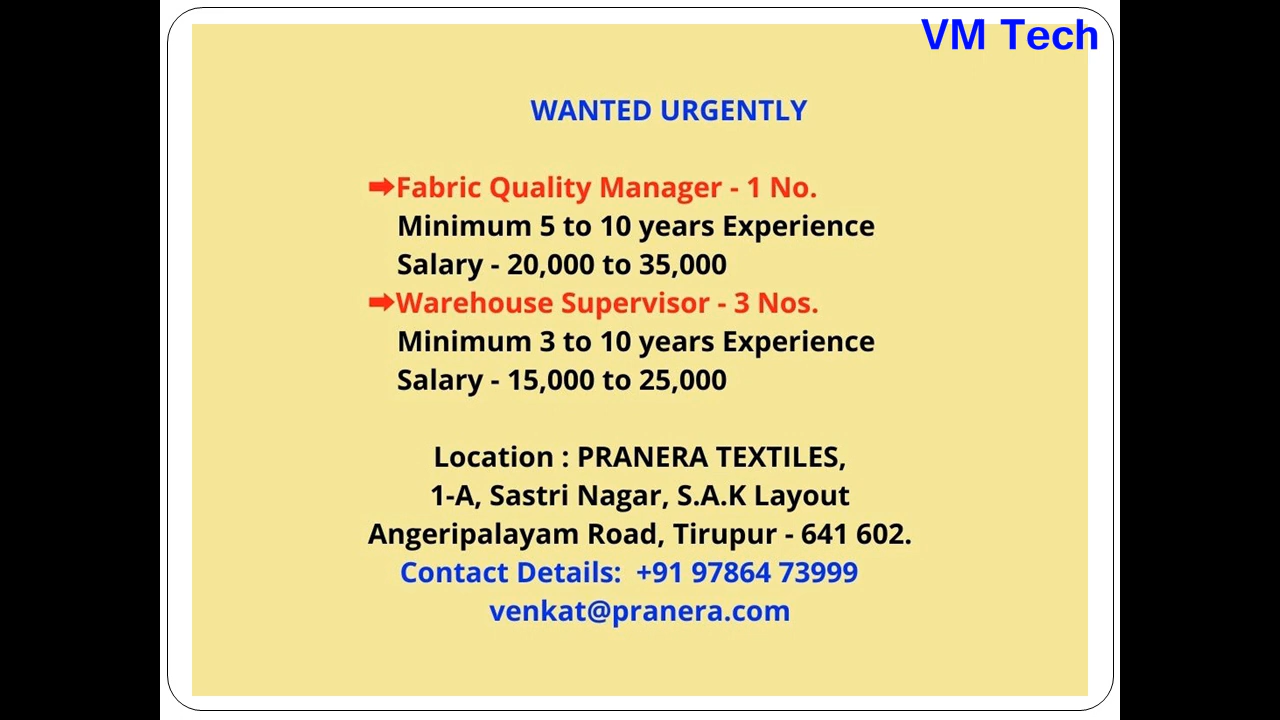 VM Tech
WANTED URGENTLY
➡Fabric Quality Manager - 1 No.
Minimum 5 to 10 years Experience
Salary - 20,000 to 35,000
➡Warehouse Supervisor - 3 Nos.
Minimum 3 to 10 years Experience
Salary - 15,000 to 25,000
Location : PRANERA TEXTILES,
1-A, Sastri Nagar, S.A.K Layout
Angeripalayam Road, Tirupur - 641 602.
Contact Details:  +91 97864 73999
venkat@pranera.com